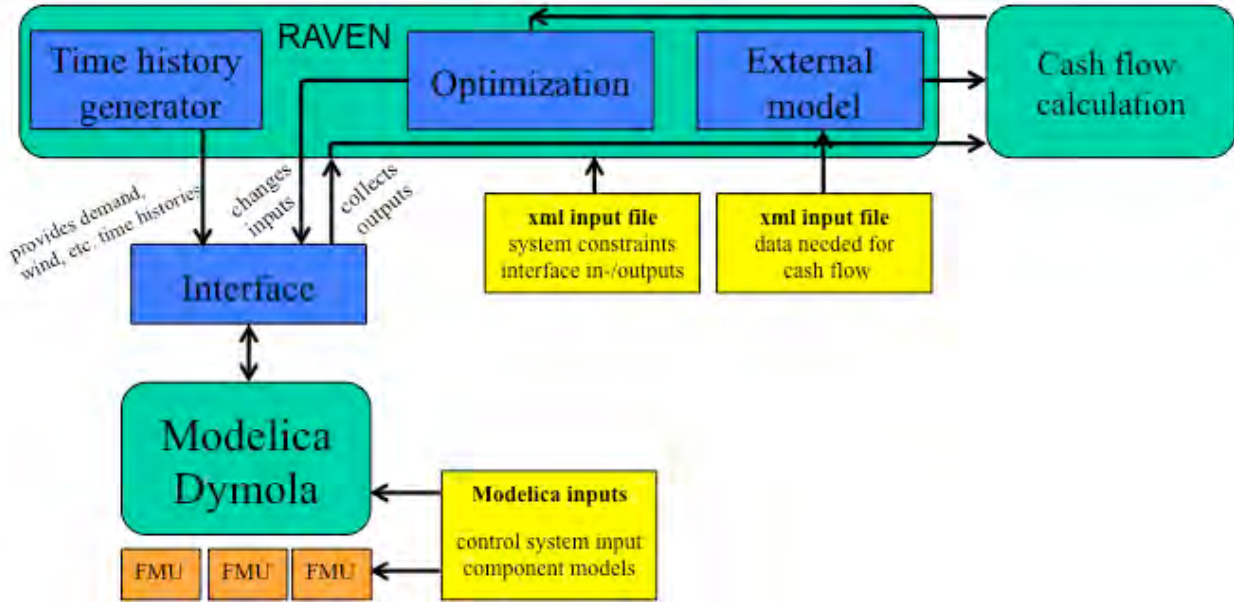 RAVEN
Time history
generator
Optimization
External
model
Cash flow
calculation
provides demand,
wind, etc. time histories
changes
inputs
collects
outputs
xml input file
system constraints
interface in-/outputs
xml input file
data needed for
cash flow
Interface
Modelica
Dymola
Modelica inputs
control system input
component models
FMU
FMU
FMU